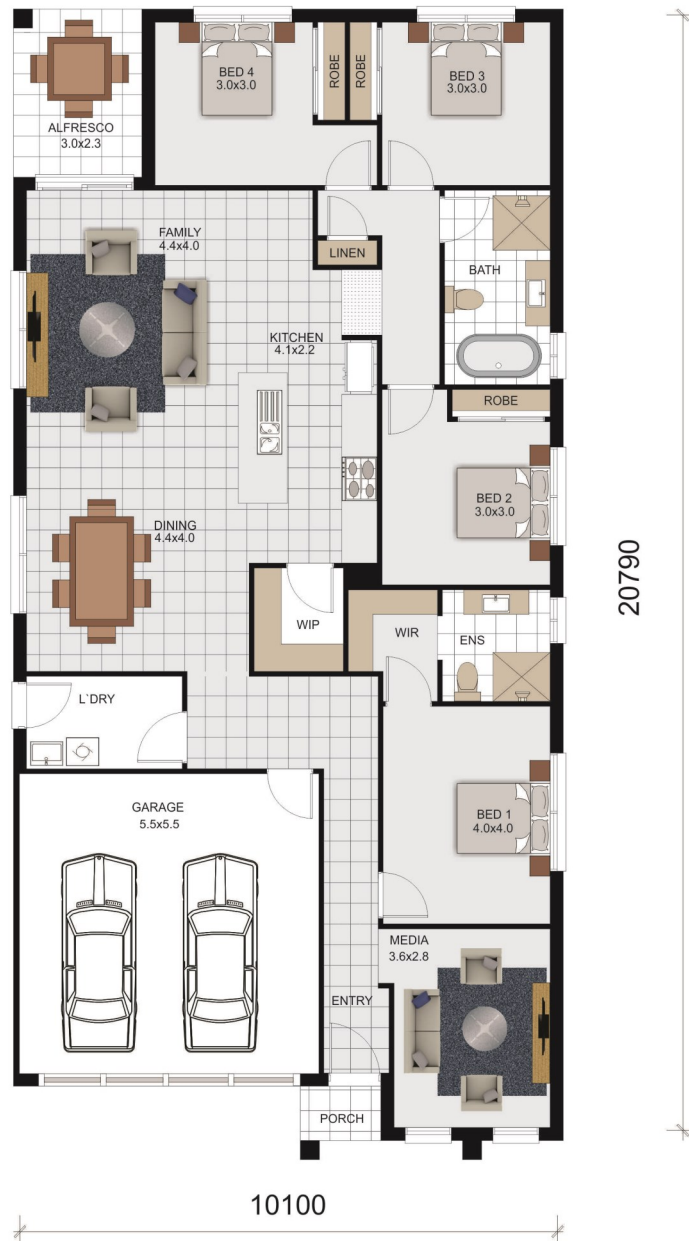 BED 4
3.0x3.0
ROBE
ROBE
BED 3
3.0x3.0
ALFRESCO
3.0x2.3
FAMILY
4.4x4.0
LINEN
BATH
KITCHEN
4.1x2.2
ROBE
BED 2
3.0x3.0
DINING
4.4x4.0
20790
WIP
WIR
ENS
L`DRY
GARAGE
5.5x5.5
BED 1
4.0x4.0
MEDIA
3.6x2.8
ENTRY
PORCH
10100